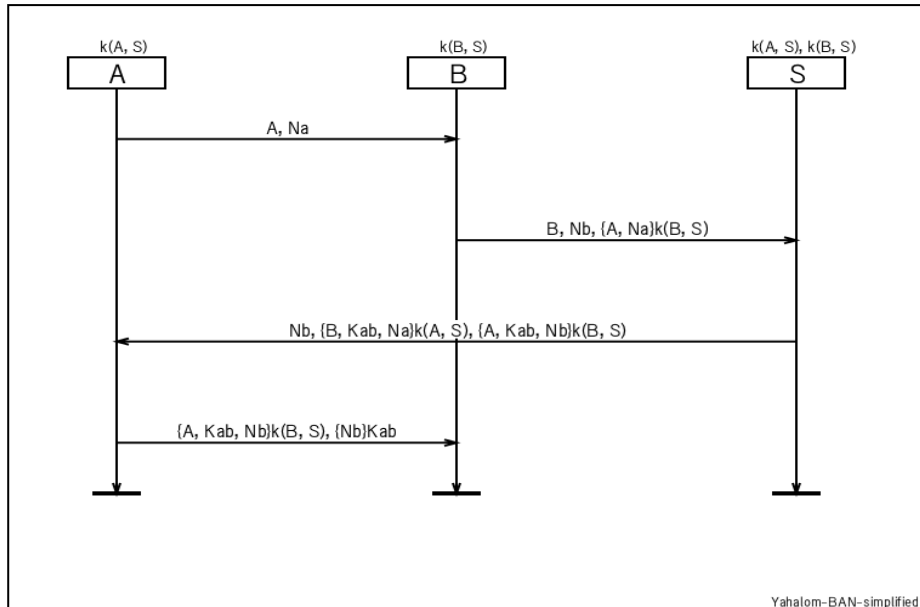 k(A, S)
k(B, S)
k(A, S), k(B, S)
A
B
S
A, Na
B, Nb, {A, Na}k(B, S)
Nb, {B, Kab, Na}k(A, S), {A, Kab, Nb}k(B, S)
{A, Kab, Nb}k(B, S), {Nb}Kab
Yahalom-BAN-simplified